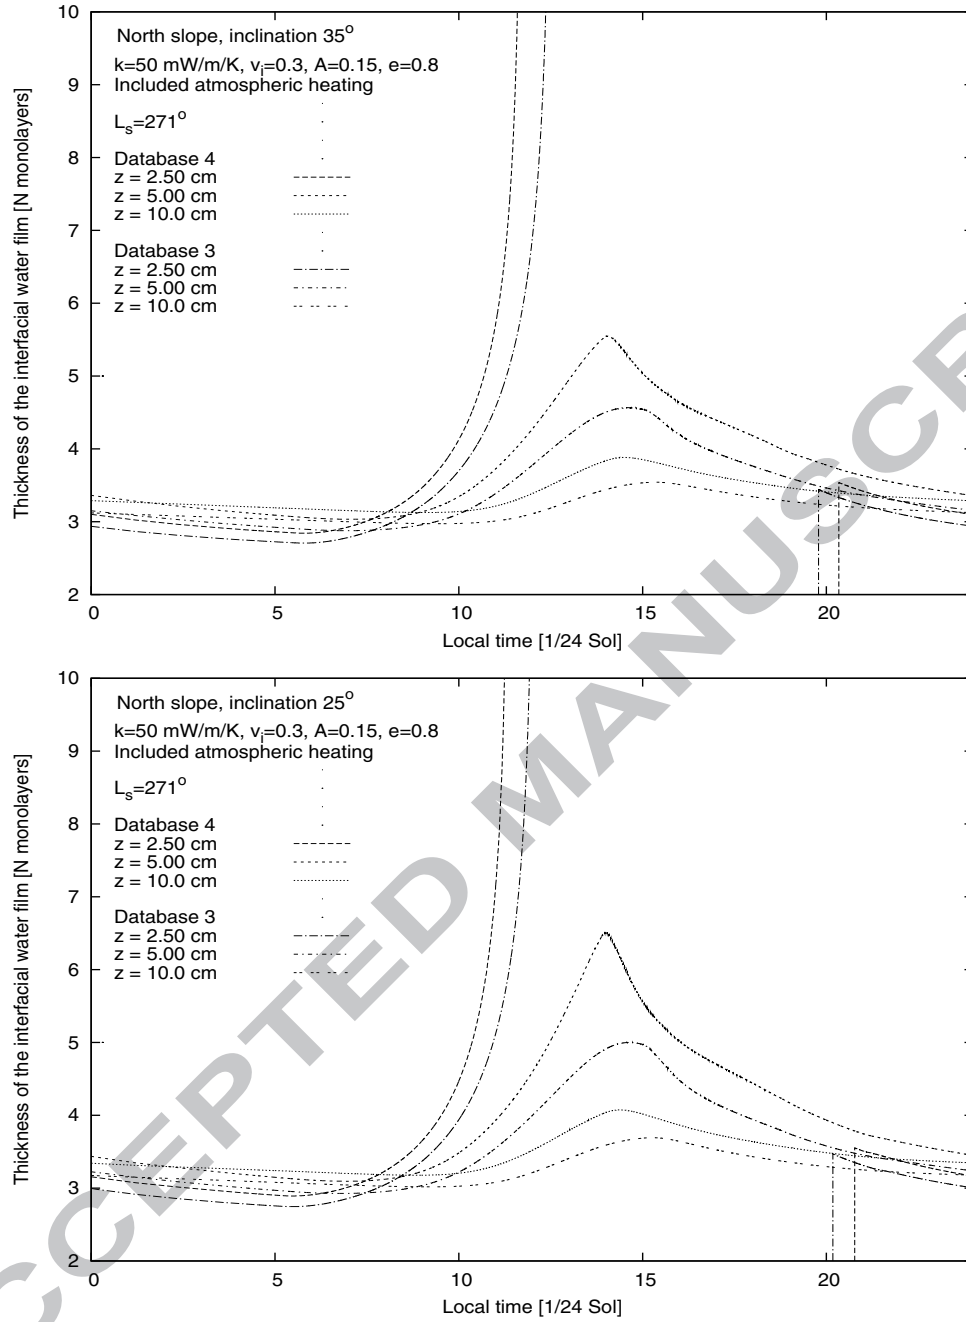 10
9
8
7
6
5
4
3
2
Thickness of the interfacial water film [N monolayers]
North slope, inclination 35°
k=50 mW/m/K, vᵢ=0.3, A=0.15, e=0.8
Included atmospheric heating
Lₛ=271°
Database 4
z = 2.50 cm
z = 5.00 cm
z = 10.0 cm
Database 3
z = 2.50 cm
z = 5.00 cm
z = 10.0 cm
0 5 10 15 20
Local time [1/24 Sol]
10
9
8
7
6
5
4
3
2
Thickness of the interfacial water film [N monolayers]
North slope, inclination 25°
k=50 mW/m/K, vᵢ=0.3, A=0.15, e=0.8
Included atmospheric heating
Lₛ=271°
Database 4
z = 2.50 cm
z = 5.00 cm
z = 10.0 cm
Database 3
z = 2.50 cm
z = 5.00 cm
z = 10.0 cm
0 5 10 15 20
Local time [1/24 Sol]
CCEPTED MANUSCR